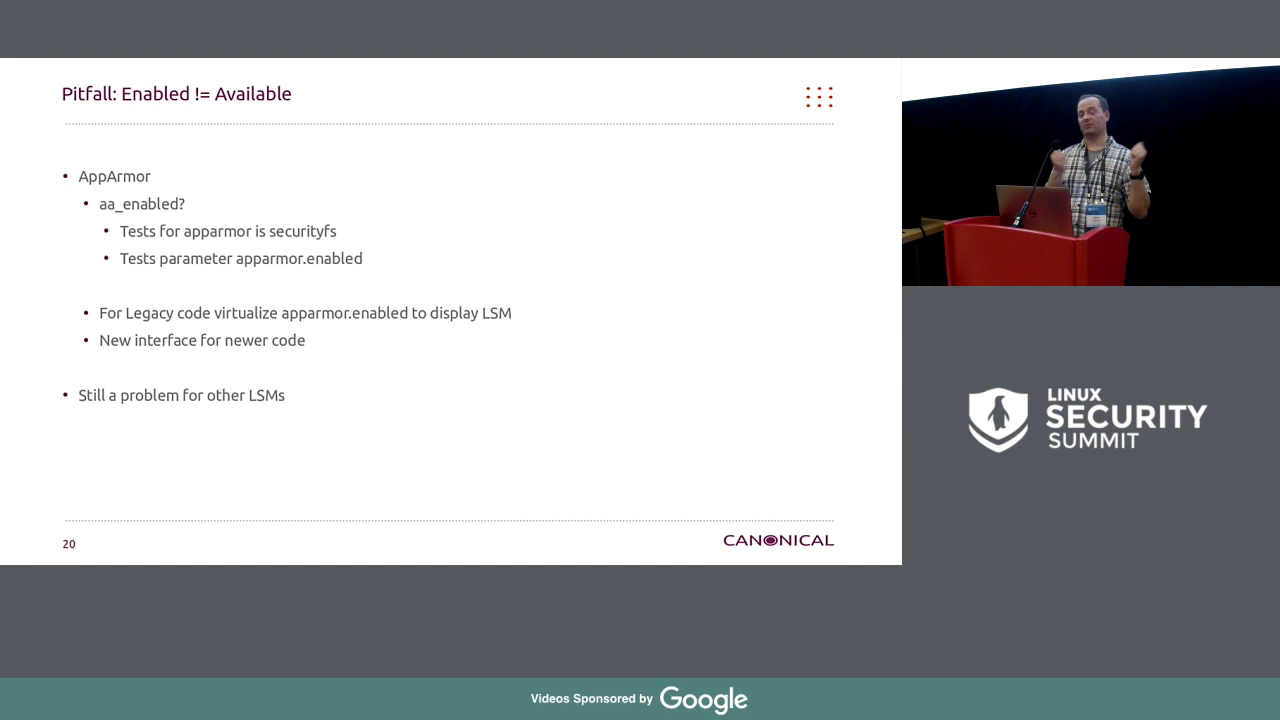 Pitfall: Enabled != Available
AppArmor
aa_enabled?
Tests for apparmor is securityfs
Tests parameter apparmor.enabled
For Legacy code virtualize apparmor.enabled to display LSM
New interface for newer code
Still a problem for other LSMs
20
CANONICAL
LINUX
SECURITY
SUMMIT
Videos Sponsored by Google